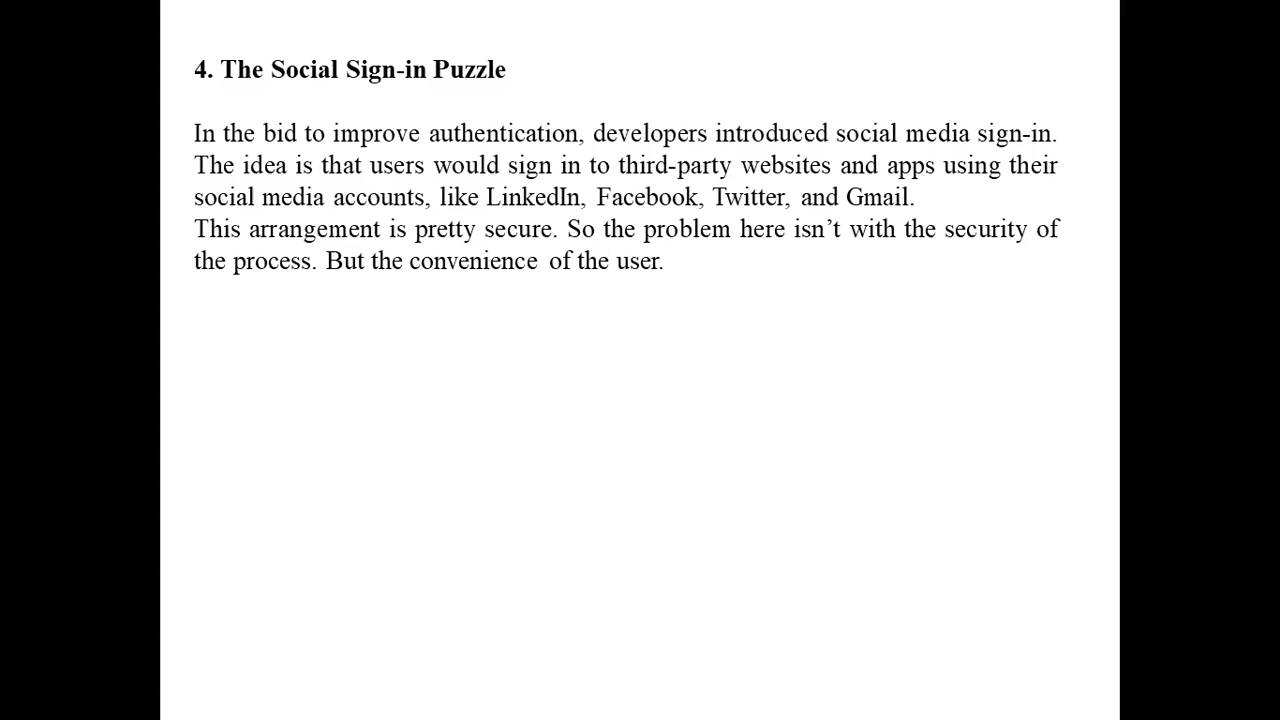 4. The Social Sign-in Puzzle
In the bid to improve authentication, developers introduced social media sign-in.
The idea is that users would sign in to third-party websites and apps using their
social media accounts, like LinkedIn, Facebook, Twitter, and Gmail.
This arrangement is pretty secure. So the problem here isn’t with the security of
the process. But the convenience of the user.